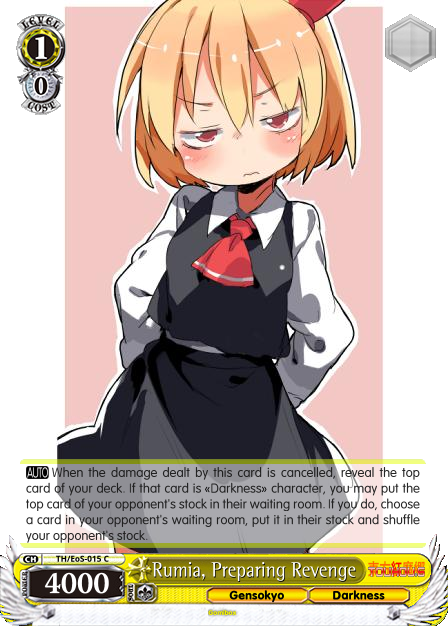 LEVEL
1
0
COST
AUTO When the damage dealt by this card is cancelled, reveal the top
card of your deck. If that card is «Darkness» character, you may put the
top card of your opponent's stock in their waiting room. If you do, choose
a card in your opponent's waiting room, put it in their stock and shuffle
your opponent's stock.
CH TH/EoS-015 C
POWER 4000 SOUL Rumia, Preparing Revenge
Gensokyo Darkness